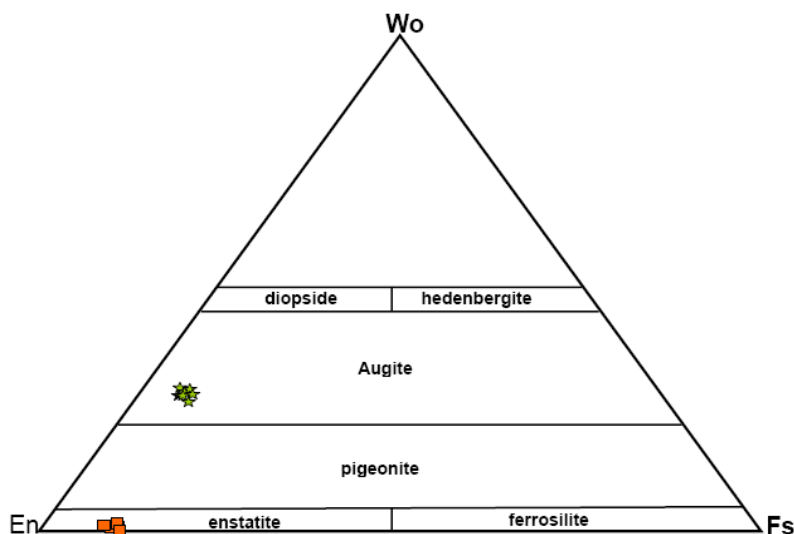 Wo
diopside hedenbergite
Augite
pigeonite
En enstatite ferrosilite Fs